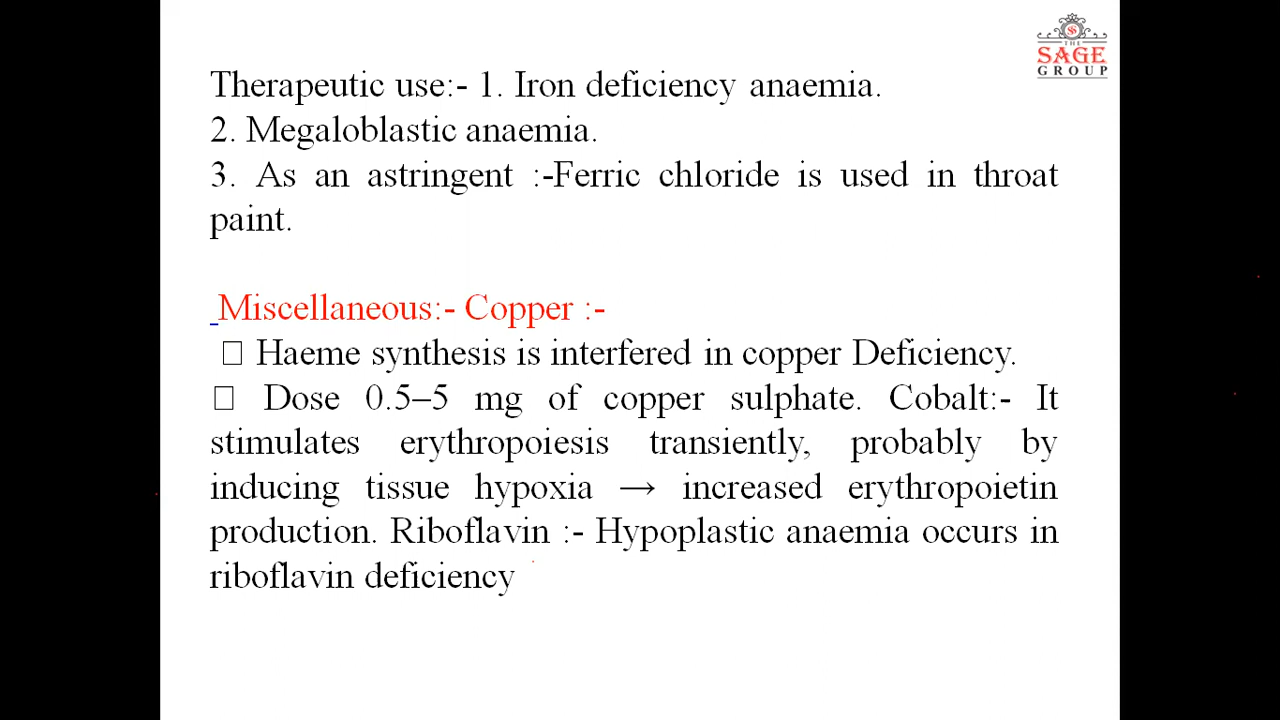 THE
SAGE
GROUP
Therapeutic use:- 1. Iron deficiency anaemia.
2. Megaloblastic anaemia.
3. As an astringent :-Ferric chloride is used in throat
paint.
Miscellaneous:- Copper :-
□ Haeme synthesis is interfered in copper Deficiency.
□ Dose 0.5–5 mg of copper sulphate. Cobalt:- It
stimulates erythropoiesis transiently, probably by
inducing tissue hypoxia → increased erythropoietin
production. Riboflavin :- Hypoplastic anaemia occurs in
riboflavin deficiency